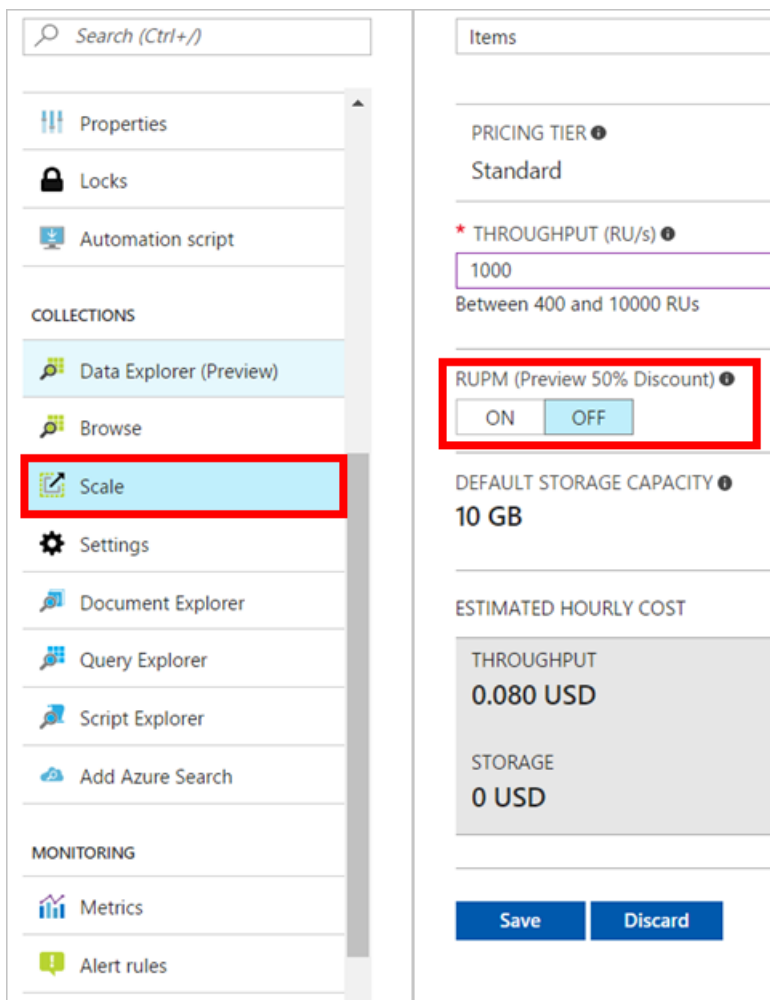 Search (Ctrl+/)
Properties
Locks
Automation script
COLLECTIONS
Data Explorer (Preview)
Browse
Scale
Settings
Document Explorer
Query Explorer
Script Explorer
Add Azure Search
MONITORING
Metrics
Alert rules
Items
PRICING TIER
Standard
* THROUGHPUT (RU/s)
1000
Between 400 and 10000 RUs
RUPM (Preview 50% Discount)
ON OFF
DEFAULT STORAGE CAPACITY
10 GB
ESTIMATED HOURLY COST
THROUGHPUT
0.080 USD
STORAGE
0 USD
Save Discard